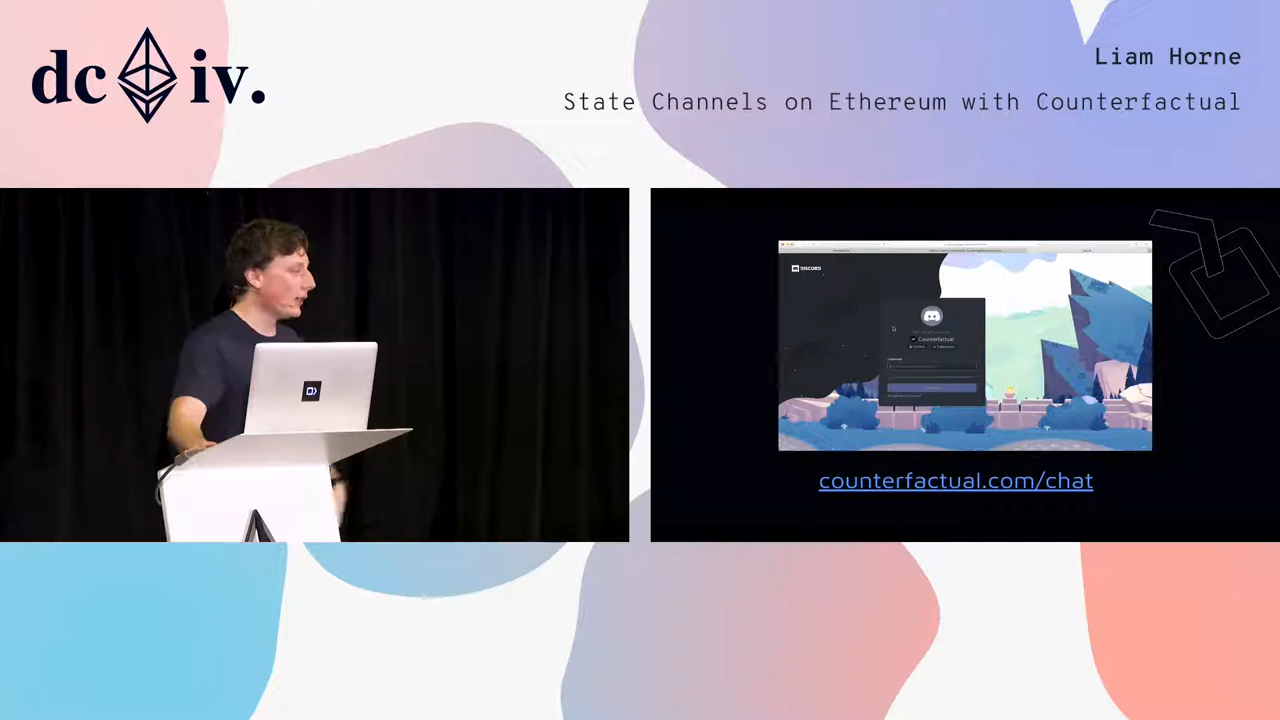 dc iv.
Liam Horne
State Channels on Ethereum with Counterfactual
DISCORD
Counterfactual
counterfactual.com/chat